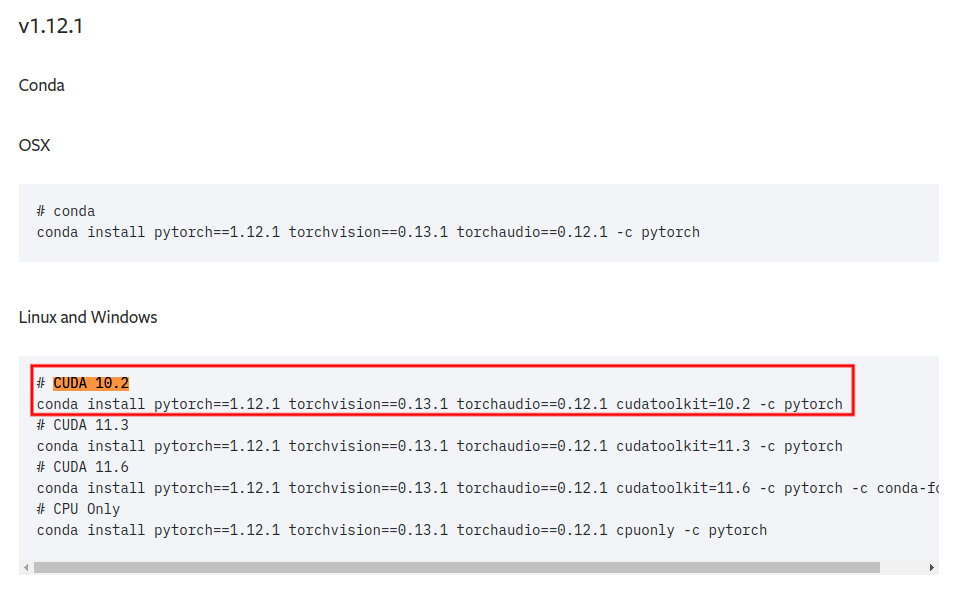 v1.12.1
Conda
OSX
# conda
conda install pytorch==1.12.1 torchvision==0.13.1 torchaudio==0.12.1 -c pytorch
Linux and Windows
# CUDA 10.2
conda install pytorch==1.12.1 torchvision==0.13.1 torchaudio==0.12.1 cudatoolkit=10.2 -c pytorch
# CUDA 11.3
conda install pytorch==1.12.1 torchvision==0.13.1 torchaudio==0.12.1 cudatoolkit=11.3 -c pytorch
# CUDA 11.6
conda install pytorch==1.12.1 torchvision==0.13.1 torchaudio==0.12.1 cudatoolkit=11.6 -c pytorch -c conda-fo
# CPU Only
conda install pytorch==1.12.1 torchvision==0.13.1 torchaudio==0.12.1 cpuonly -c pytorch